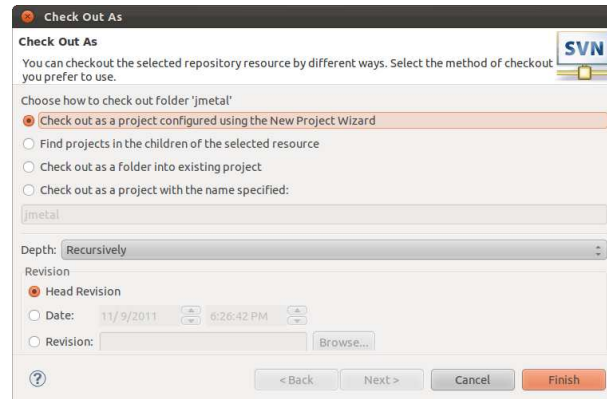 Check Out As
Check Out As
SVN
You can checkout the selected repository resource by different ways. Select the method of checkout
you prefer to use.
Choose how to check out folder 'jmetal'
Check out as a project configured using the New Project Wizard
Find projects in the children of the selected resource
Check out as a folder into existing project
Check out as a project with the name specified:
jmetal
Depth: Recursively
Revision
Head Revision
Date: 11/ 9/2011 6:26:42 PM
Revision: Browse...
? < Back Next > Cancel Finish